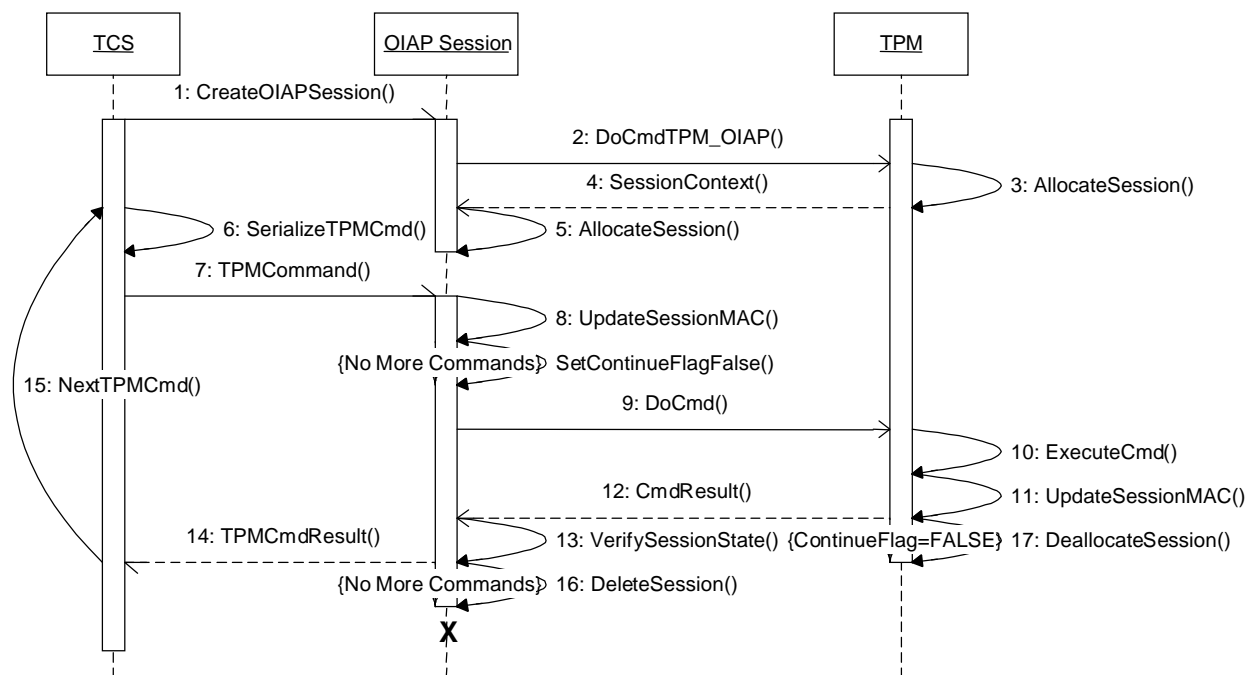 TCS
OIAP Session
TPM
1: CreateOIAPSession()
2: DoCmdTPM_OIAP()
4: SessionContext()
3: AllocateSession()
6: SerializeTPMCmd()
5: AllocateSession()
7: TPMCommand()
8: UpdateSessionMAC()
{No More Commands}
SetContinueFlagFalse()
15: NextTPMCmd()
9: DoCmd()
10: ExecuteCmd()
12: CmdResult()
11: UpdateSessionMAC()
14: TPMCmdResult()
13: VerifySessionState()
{ContinueFlag=FALSE}
17: DeallocateSession()
{No More Commands}
16: DeleteSession()
X